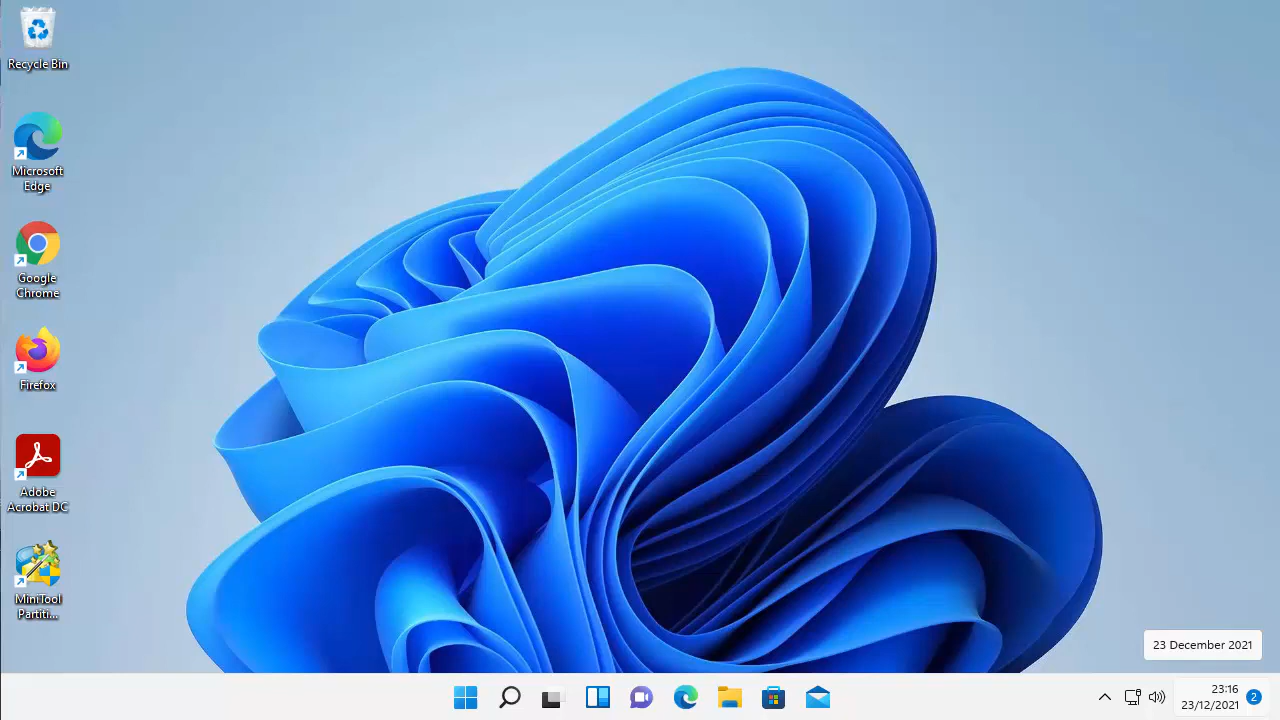 Recycle Bin
Microsoft
Edge
Google
Chrome
Firefox
Adobe
Acrobat DC
MiniTool
Partiti...
23 December 2021
23:16
23/12/2021
2